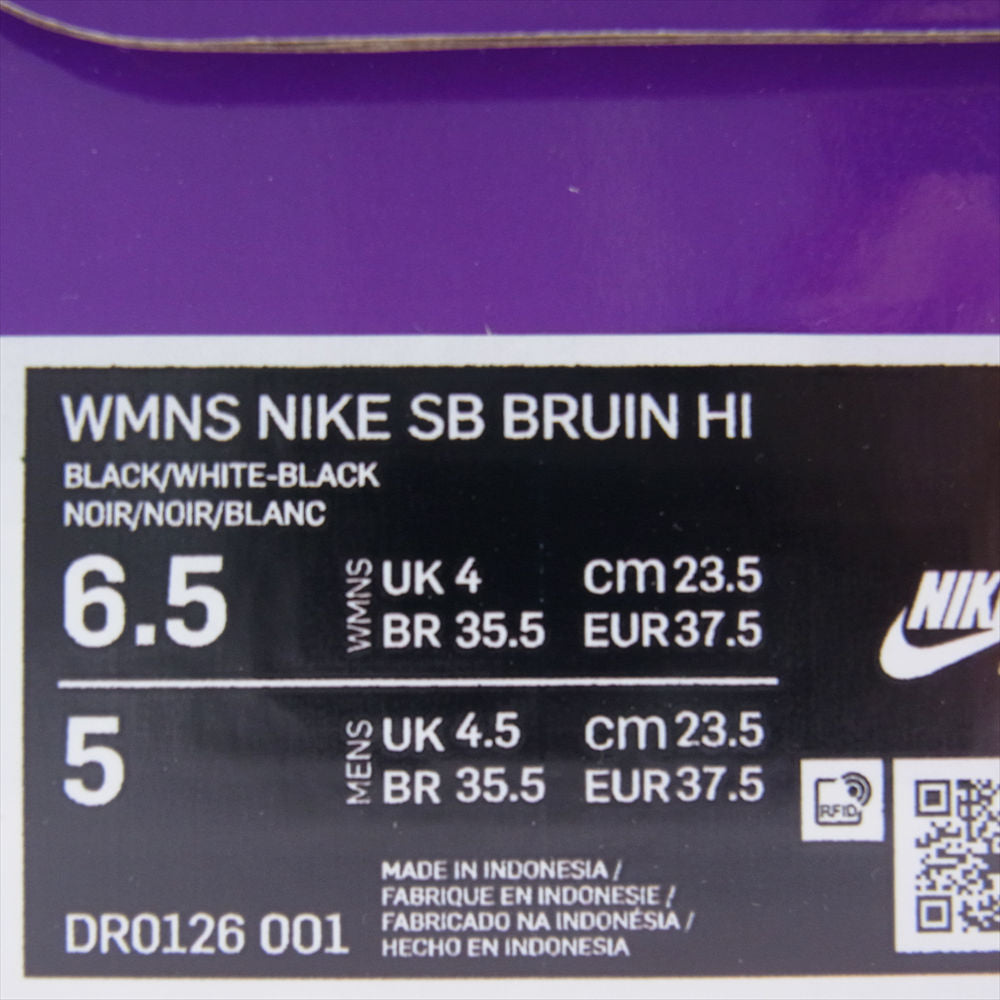 WMNS NIKE SB BRUIN HI
BLACK/WHITE-BLACK
NOIR/NOIR/BLANC
6.5 WMNS UK 4 cm 23.5
BR 35.5 EUR 37.5
5 MENS UK 4.5 cm 23.5
BR 35.5 EUR 37.5
NIK
RFID
MADE IN INDONESIA /
FABRIQUE EN INDONESIE /
FABRICADO NA INDONÉSIA /
HECHO EN INDONESIA
DR0126 001